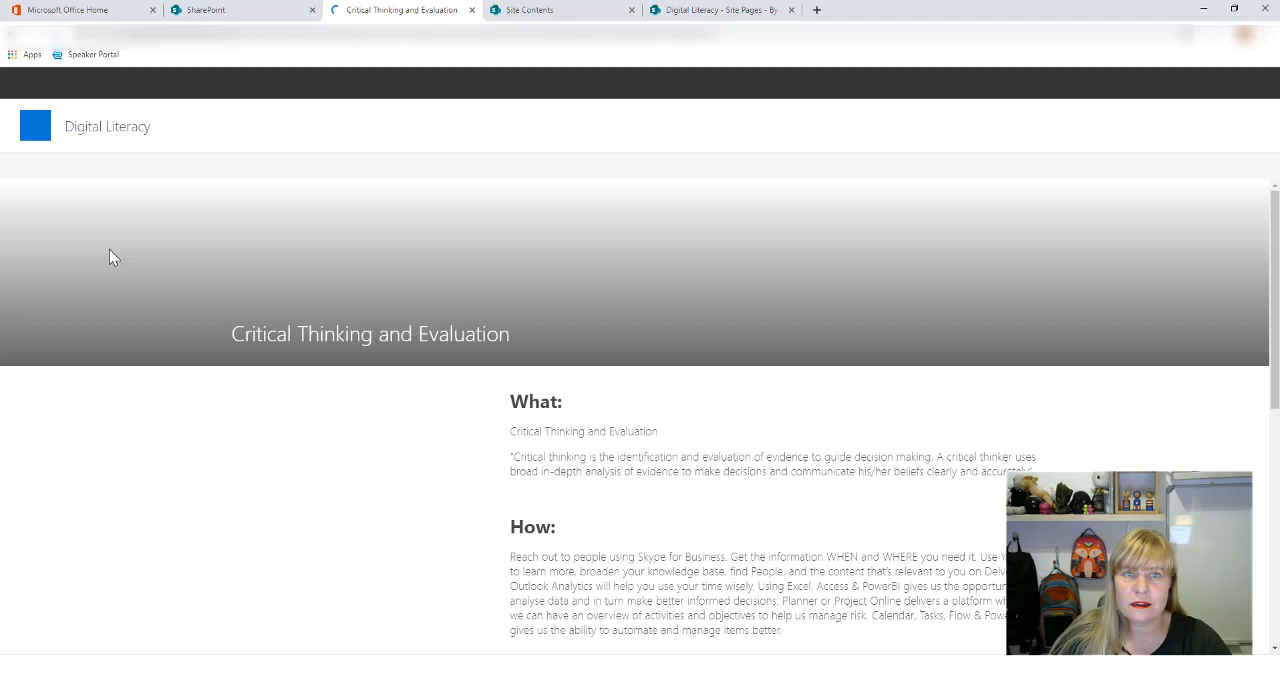 Microsoft Office Home
SharePoint
Critical Thinking and Evaluation
Site Contents
Digital Literacy - Site Pages - By
Apps
Speaker Portal
Digital Literacy
Critical Thinking and Evaluation
What:
Critical Thinking and Evaluation
"Critical thinking is the identification and evaluation of evidence to guide decision making. A critical thinker uses
broad in-depth analysis of evidence to make decisions and communicate his/her beliefs clearly and accurately"
How:
Reach out to people using Skype for Business. Get the information WHEN and WHERE you need it. Use
to learn more, broaden your knowledge base, find People, and the content that's relevant to you on Delv
Outlook Analytics will help you use your time wisely. Using Excel, Access & PowerBI gives us the opportun
analyse data and in turn make better informed decisions. Planner or Project Online delivers a platform wh
we can have an overview of activities and objectives to help us manage risk. Calendar, Tasks, Flow & Pow
gives us the ability to automate and manage items better.